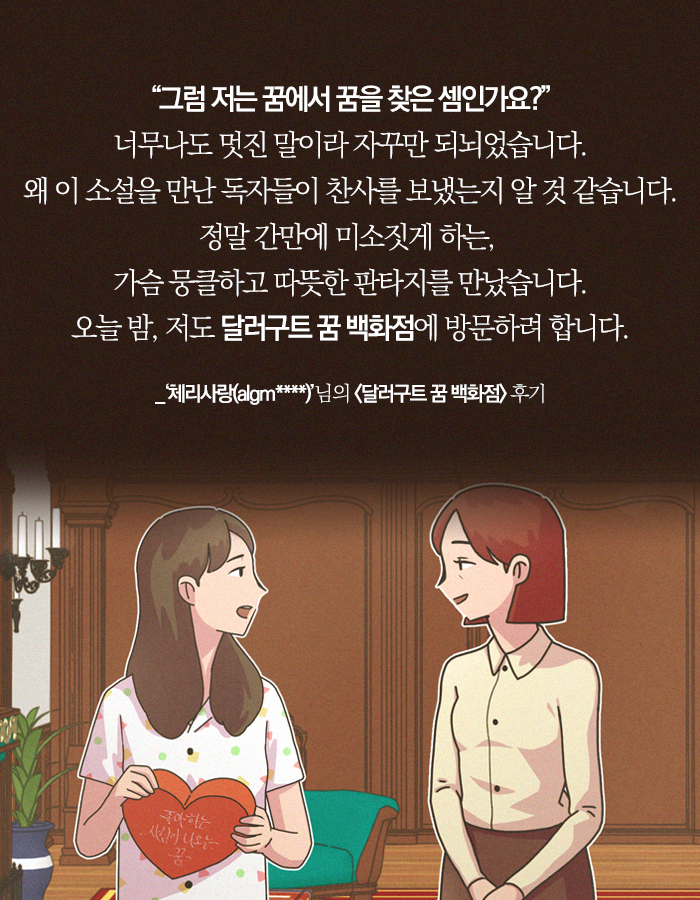 “그럼 저는 꿈에서 꿈을 찾은 셈인가요?”
너무나도 멋진 말이라 자꾸만 되뇌었습니다.
왜 이 소설을 만난 독자들이 찬사를 보냈는지 알 것 같습니다.
정말 간만에 미소짓게 하는,
가슴 뭉클하고 따뜻한 판타지를 만났습니다.
오늘 밤, 저도 달러구트 꿈 백화점에 방문하려 합니다.
_‘체리사랑(algm****)’님의 〈달러구트 꿈 백화점〉 후기
좋아하는
사람이 나오는
꿈